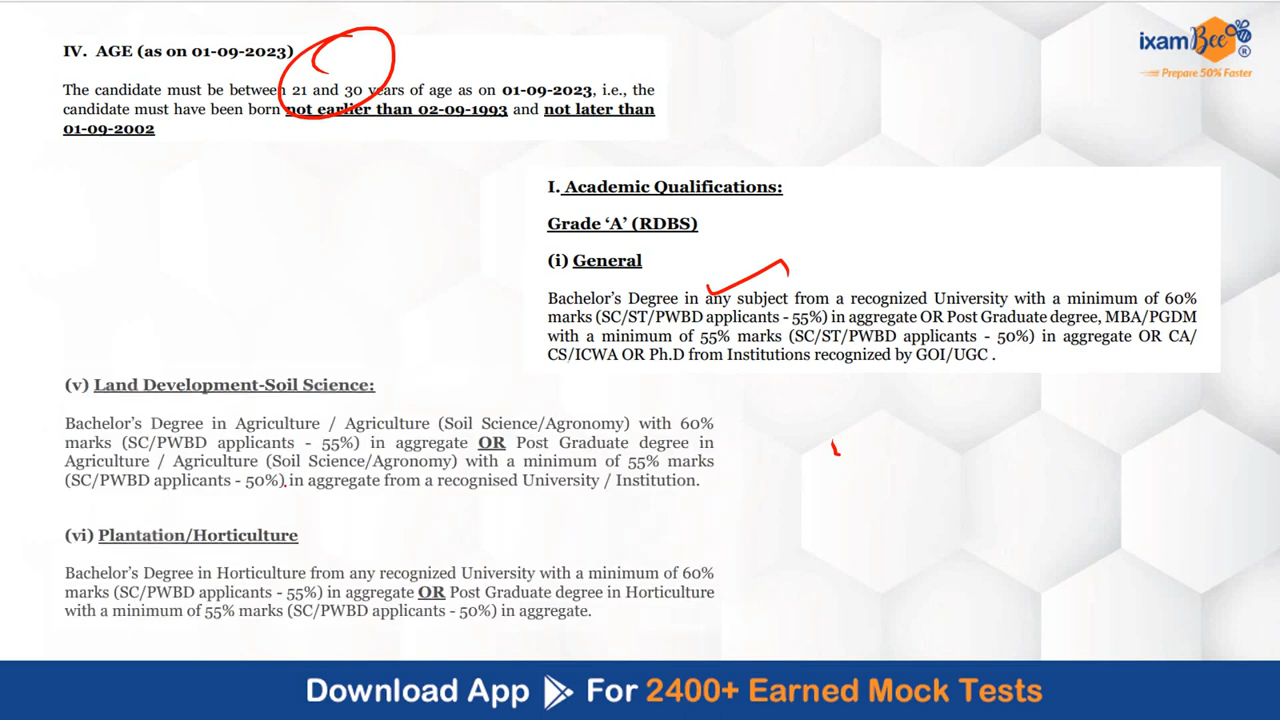 IV. AGE (as on 01-09-2023)
The candidate must be between 21 and 30 years of age as on 01-09-2023, i.e., the
candidate must have been born not earlier than 02-09-1993 and not later than
01-09-2002
ixamBee®
Prepare 50% Faster
I. Academic Qualifications:
Grade ‘A’ (RDBS)
(i) General
Bachelor’s Degree in any subject from a recognized University with a minimum of 60%
marks (SC/ST/PWBD applicants - 55%) in aggregate OR Post Graduate degree, MBA/PGDM
with a minimum of 55% marks (SC/ST/PWBD applicants - 50%) in aggregate OR CA/
CS/ICWA OR Ph.D from Institutions recognized by GOI/UGC .
(v) Land Development-Soil Science:
Bachelor’s Degree in Agriculture / Agriculture (Soil Science/Agronomy) with 60%
marks (SC/PWBD applicants - 55%) in aggregate OR Post Graduate degree in
Agriculture / Agriculture (Soil Science/Agronomy) with a minimum of 55% marks
(SC/PWBD applicants - 50%) in aggregate from a recognised University / Institution.
(vi) Plantation/Horticulture
Bachelor’s Degree in Horticulture from any recognized University with a minimum of 60%
marks (SC/PWBD applicants - 55%) in aggregate OR Post Graduate degree in Horticulture
with a minimum of 55% marks (SC/PWBD applicants - 50%) in aggregate.
Download App For 2400+ Earned Mock Tests